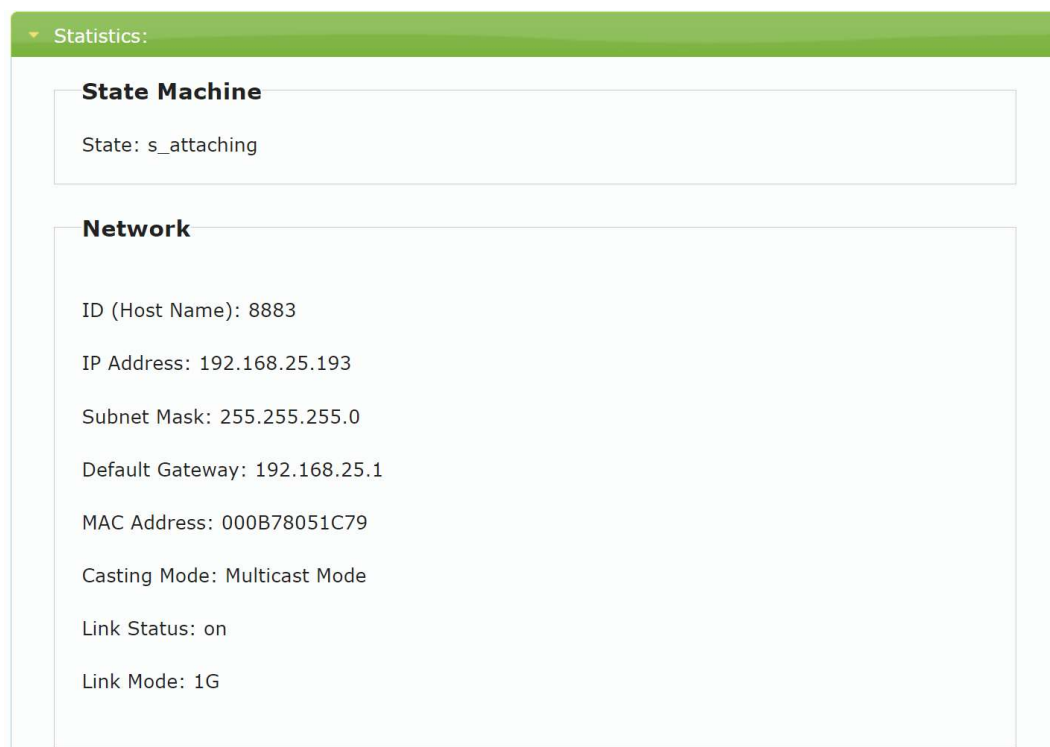 Statistics:
State Machine
State: s_attaching
Network
ID (Host Name): 8883
IP Address: 192.168.25.193
Subnet Mask: 255.255.255.0
Default Gateway: 192.168.25.1
MAC Address: 000B78051C79
Casting Mode: Multicast Mode
Link Status: on
Link Mode: 1G